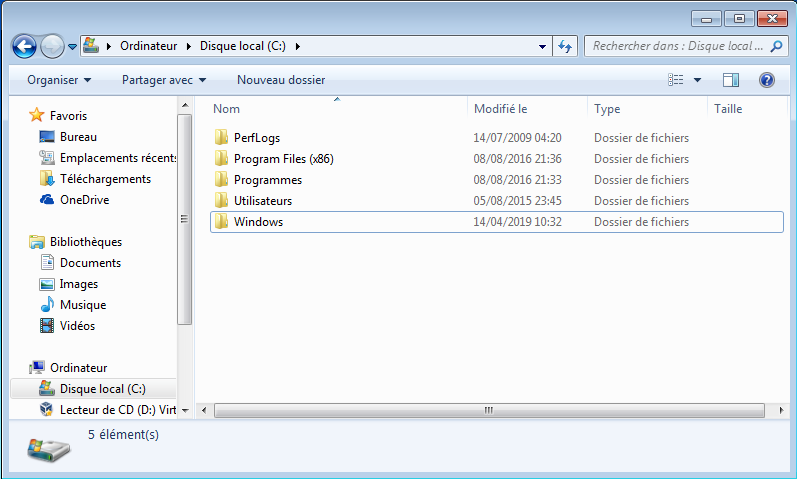 Ordinateur Disque local (C:)
Rechercher dans : Disque local ...
Organiser Partager avec Nouveau dossier
Favoris
Bureau
Emplacements récents
Téléchargements
OneDrive
Bibliothèques
Documents
Images
Musique
Vidéos
Ordinateur
Disque local (C:)
Lecteur de CD (D:) Virt
Nom Modifié le Type Taille
PerfLogs 14/07/2009 04:20 Dossier de fichiers
Program Files (x86) 08/08/2016 21:36 Dossier de fichiers
Programmes 08/08/2016 21:33 Dossier de fichiers
Utilisateurs 05/08/2015 23:45 Dossier de fichiers
Windows 14/04/2019 10:32 Dossier de fichiers
5 élément(s)